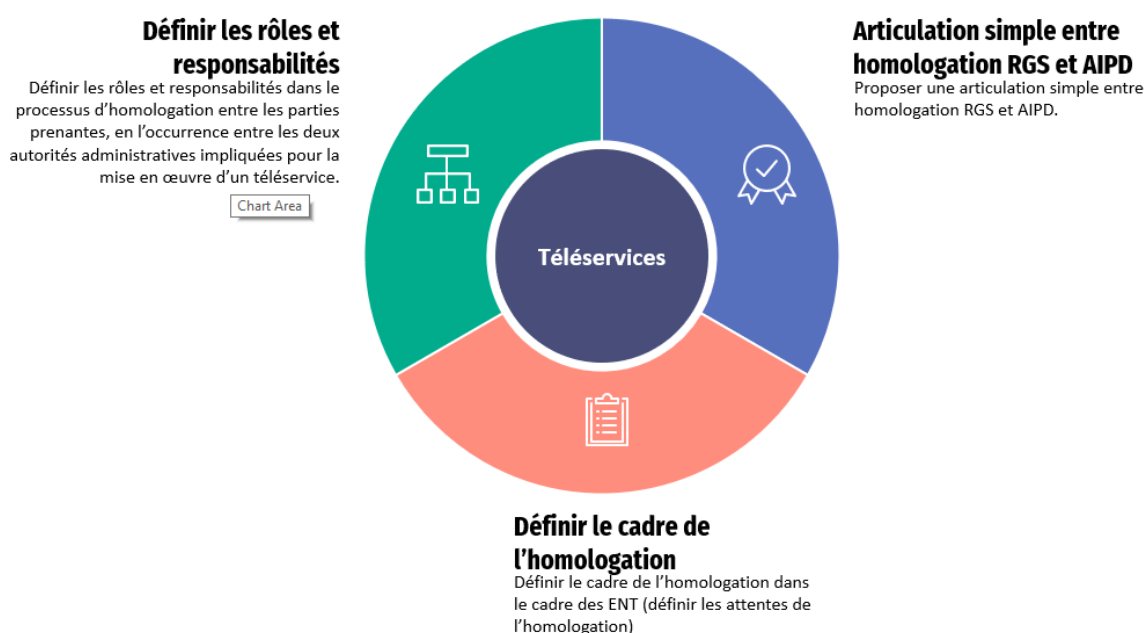 Définir les rôles et
responsabilités
Définir les rôles et responsabilités dans le
processus d’homologation entre les parties
prenantes, en l’occurrence entre les deux
autorités administratives impliquées pour la
mise en œuvre d’un téléservice.
Chart Area
Articulation simple entre
homologation RGS et AIPD
Proposer une articulation simple entre
homologation RGS et AIPD.
Téléservices
Définir le cadre de
l’homologation
Définir le cadre de l’homologation dans
le cadre des ENT (définir les attentes de
l’homologation)